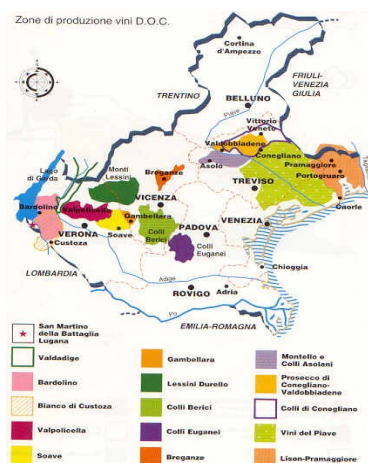 Zone di produzione vini D.O.C.
Cortina
d'Ampezzo
TRENTINO
FRIULI-
VENEZIA
GIULIA
BELLUNO
Piave
Vittorio
Veneto
Valdobbiadene
Conegliano
Asolo
Pramaggiore
Portogruaro
Lago
di Garda
Monti
Lessini
Breganze
TREVISO
Bardolino
Valpolicella
VICENZA
Gambellara
Caorle
VERONA
Soave
Colli
Berici
PADOVA
VENEZIA
Custoza
Colli
Euganei
LOMBARDIA
Chioggia
Adige
Adria
ROVIGO
Po
EMILIA-ROMAGNA
San Martino
della Battaglia
Lugana
Valdadige
Bardolino
Bianco di Custoza
Valpolicella
Soave
Gambellara
Lessini Durello
Colli Berici
Colli Euganei
Breganze
Montello e
Colli Asolani
Prosecco di
Conegliano-
Valdobbiadene
Colli di Conegliano
Vini del Piave
Lison-Pramaggiore